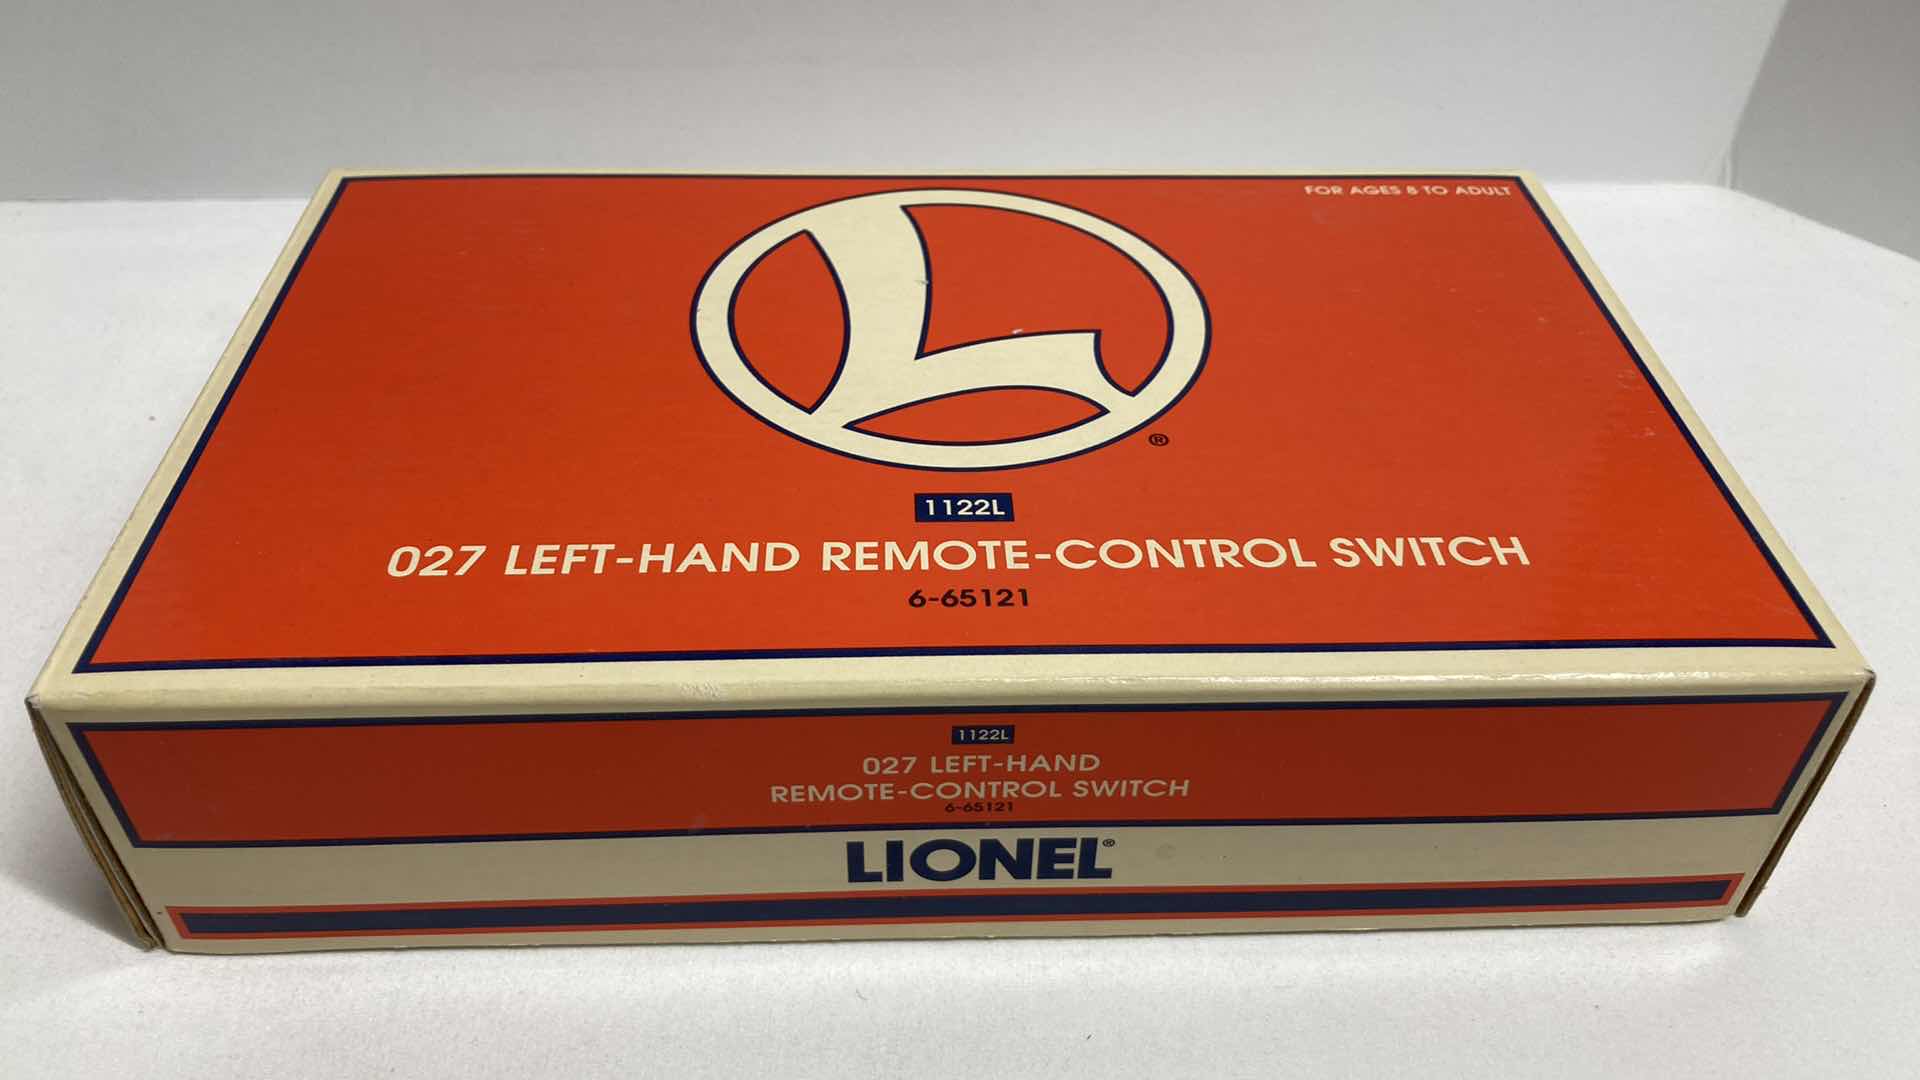 FOR AGES 8 TO ADULT
L
®
1122L
027 LEFT-HAND REMOTE-CONTROL SWITCH
6-65121
1122L
027 LEFT-HAND
REMOTE-CONTROL SWITCH
6-65121
LIONEL®